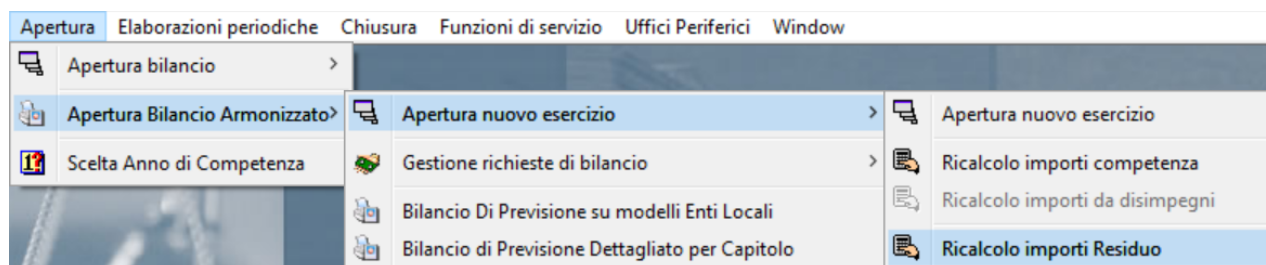 Apertura Elaborazioni periodiche Chiusura Funzioni di servizio Uffici Periferici Window
Apertura bilancio >
Apertura Bilancio Armonizzato>
Scelta Anno di Competenza
Apertura nuovo esercizio >
Gestione richieste di bilancio >
Bilancio Di Previsione su modelli Enti Locali
Bilancio di Previsione Dettagliato per Capitolo
Apertura nuovo esercizio
Ricalcolo importi competenza
Ricalcolo importi da disimpegni
Ricalcolo importi Residuo